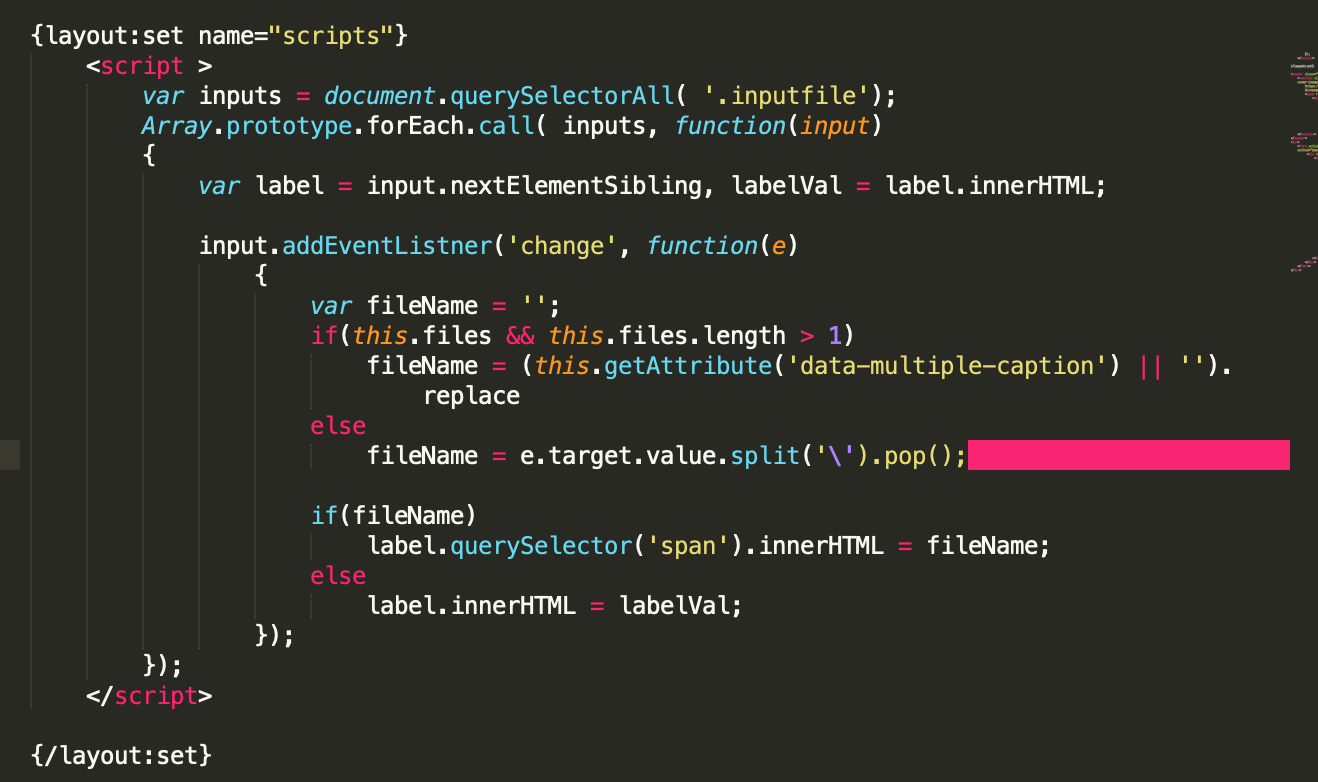 {layout:set name="scripts"}
<script >
var inputs = document.querySelectorAll( '.inputfile');
Array.prototype.forEach.call( inputs, function(input)
{
var label = input.nextElementSibling, labelVal = label.innerHTML;
input.addEventListner('change', function(e)
{
var fileName = '';
if(this.files && this.files.length > 1)
fileName = (this.getAttribute('data-multiple-caption') || '').
replace
else
fileName = e.target.value.split('\').pop();
if(fileName)
label.querySelector('span').innerHTML = fileName;
else
label.innerHTML = labelVal;
});
});
</script>
{/layout:set}